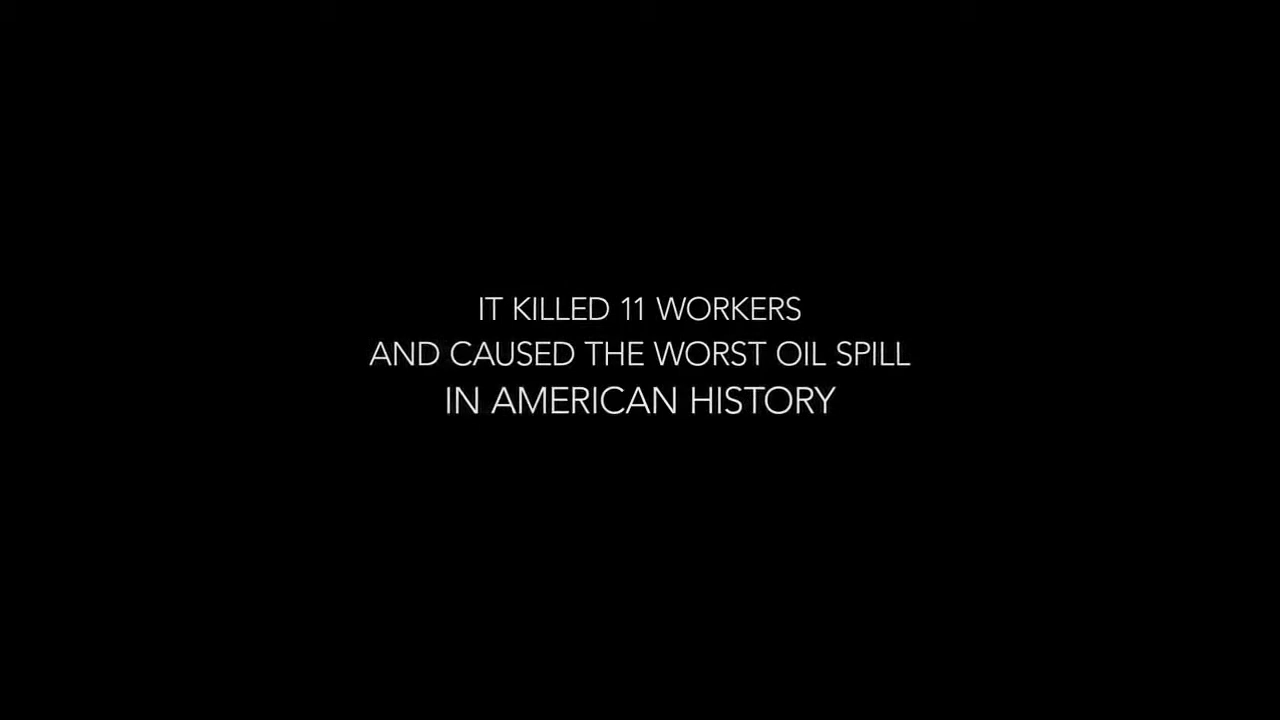 IT KILLED 11 WORKERS
AND CAUSED THE WORST OIL SPILL
IN AMERICAN HISTORY